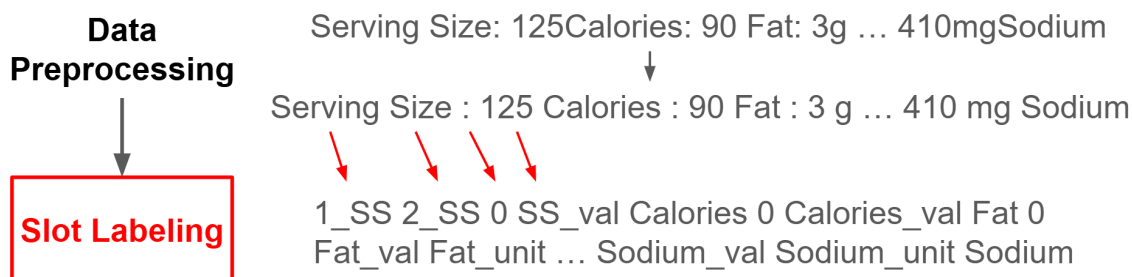 Data
Preprocessing
Serving Size: 125Calories: 90 Fat: 3g … 410mgSodium
Serving Size : 125 Calories : 90 Fat : 3 g … 410 mg Sodium
Slot Labeling
1_SS 2_SS 0 SS_val Calories 0 Calories_val Fat 0
Fat_val Fat_unit … Sodium_val Sodium_unit Sodium